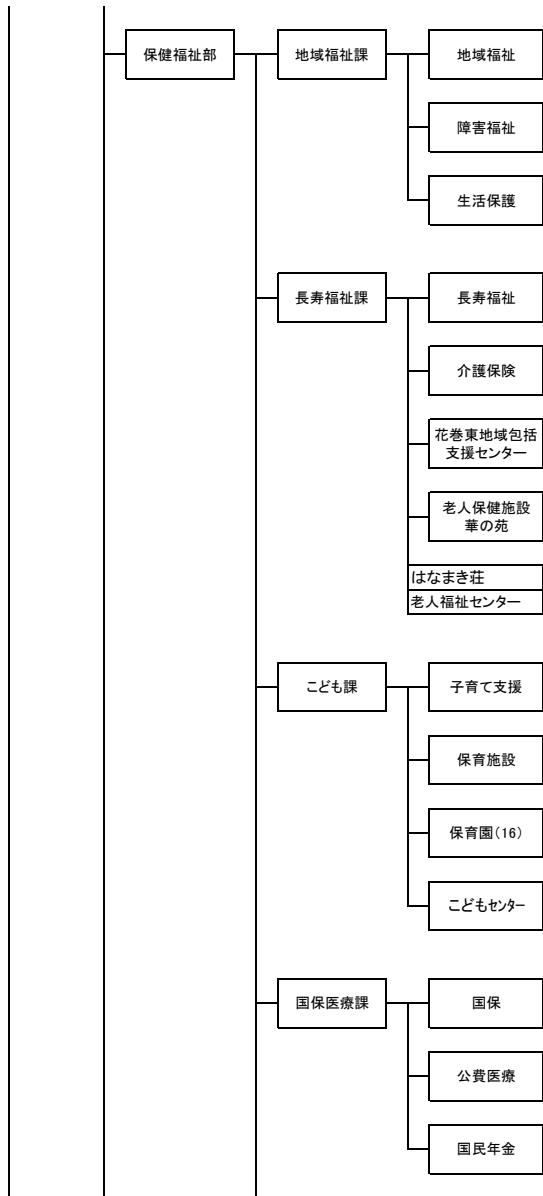 保健福祉部
地域福祉課
地域福祉
障害福祉
生活保護
長寿福祉課
長寿福祉
介護保険
花巻東地域包括
支援センター
老人保健施設
華の苑
はなまき荘
老人福祉センター
こども課
子育て支援
保育施設
保育園(16)
こどもセンター
国保医療課
国保
公費医療
国民年金